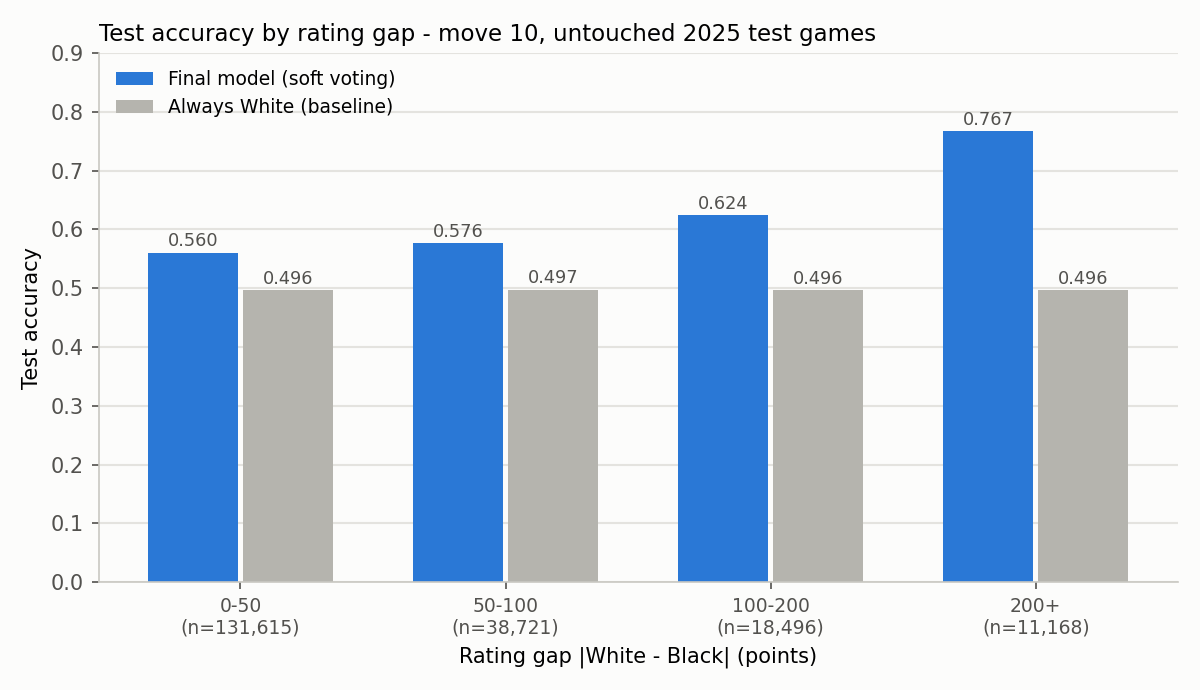 Test accuracy by rating gap - move 10, untouched 2025 test games
Final model (soft voting)
Always White (baseline)
Test accuracy
0.9
0.8
0.7
0.6
0.5
0.4
0.3
0.2
0.1
0.0
0.560
0.496
0.576
0.497
0.624
0.496
0.767
0.496
0-50
(n=131,615)
50-100
(n=38,721)
100-200
(n=18,496)
200+
(n=11,168)
Rating gap |White - Black| (points)